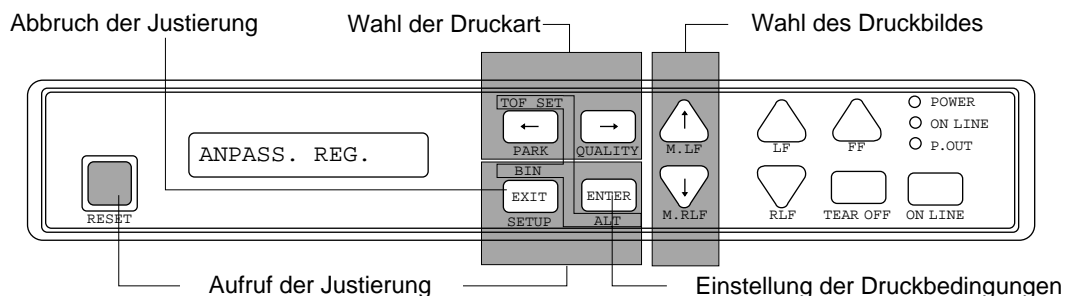 Abbruch der Justierung
Wahl der Druckart
Wahl des Druckbildes
TOF SET
POWER
ON LINE
P.OUT
ANPASS. REG.
PARK
QUALITY
M.LF
LF
FF
BIN
EXIT
ENTER
RESET
SETUP
ALT
M.RLF
RLF
TEAR OFF
ON LINE
Aufruf der Justierung
Einstellung der Druckbedingungen